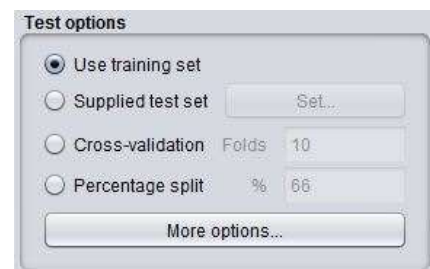 Test options
Use training set
Supplied test set Set...
Cross-validation Folds 10
Percentage split % 66
More options...